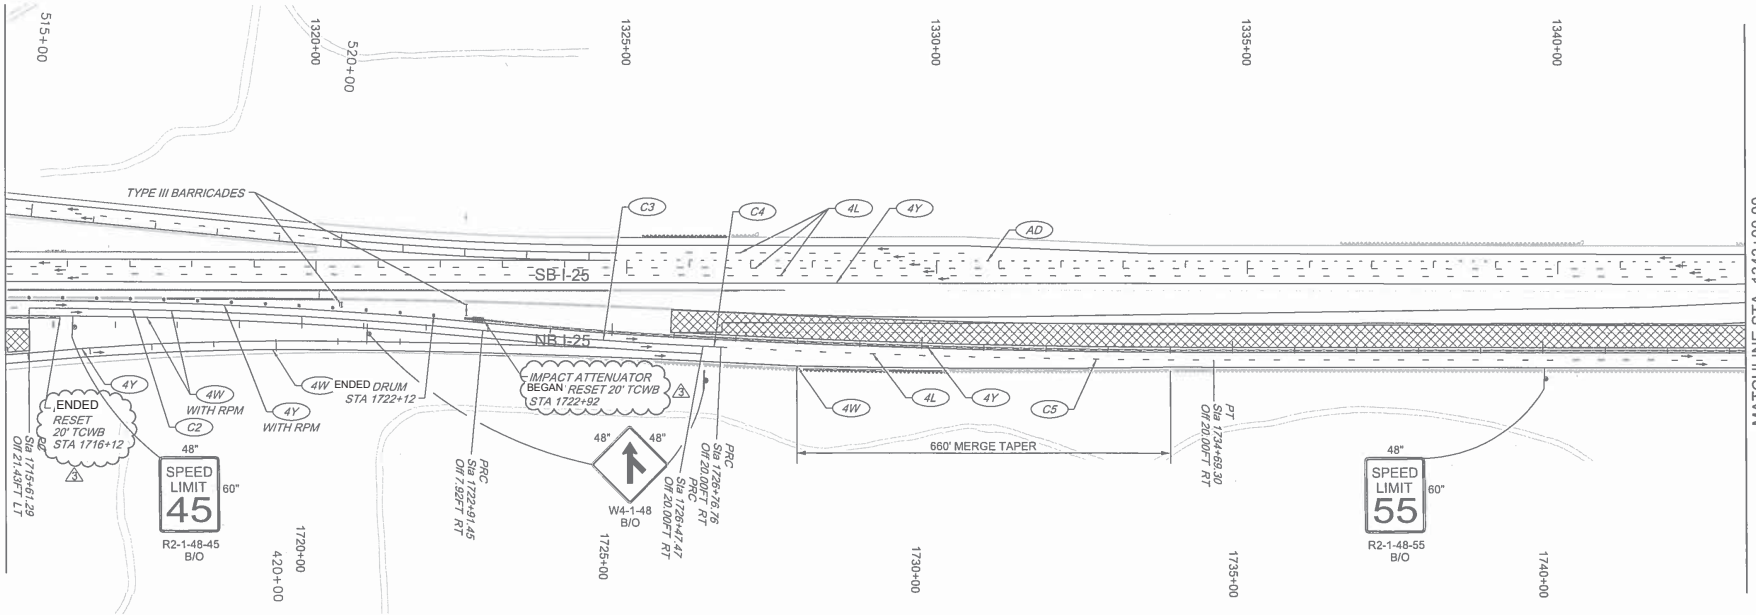 515+00
1320+00
520+00
1325+00
1330+00
1335+00
1340+00
TYPE III BARRICADES
C3
C4
4L
4Y
AD
SB I-25
NB I-25
4Y
4W
WITH RPM
C2
4Y
WITH RPM
4W
ENDED DRUM
STA 1722+12
IMPACT ATTENUATOR
BEGAN RESET 20' TCWB
STA 1722+92
3
4W
4L
4Y
C5
660' MERGE TAPER
ENDED
RESET
20' TCWB
STA 1716+12
3
Sta 1715+61.29
Off 21.43FT LT
48"
SPEED
LIMIT
45
60"
R2-1-48-45
B/O
PRC
Sta 1722+91.45
Off 7.92FT RT
48"
48"
W4-1-48
B/O
PRC
Sta 1726+76.76
Off 20.00FT RT
PRC
Sta 1726+47.47
Off 20.00FT RT
PT
Sta 1734+69.30
Off 20.00FT RT
48"
SPEED
LIMIT
55
60"
R2-1-48-55
B/O
1720+00
420+00
1725+00
1730+00
1735+00
1740+00